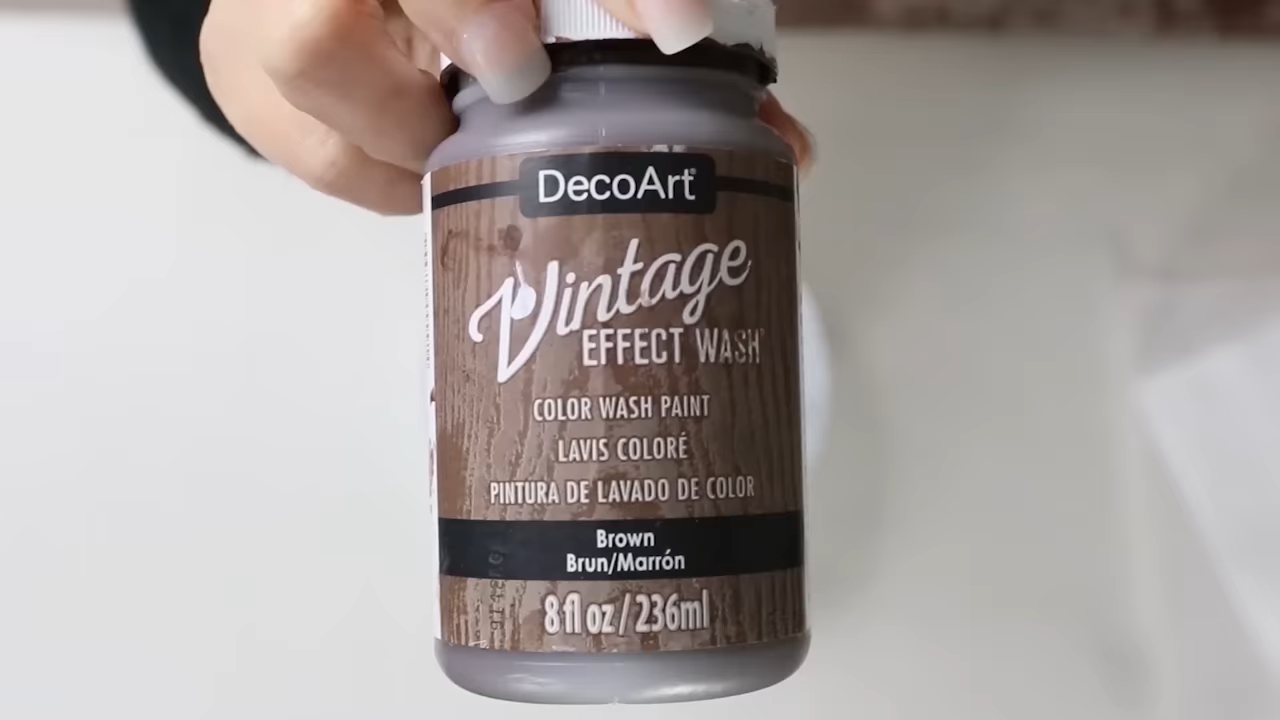 DecoArt®
Vintage
EFFECT WASH
COLOR WASH PAINT
LAVIS COLORÉ
PINTURA DE LAVADO DE COLOR
Brown
Brun/Marrón
8 fl oz / 236ml